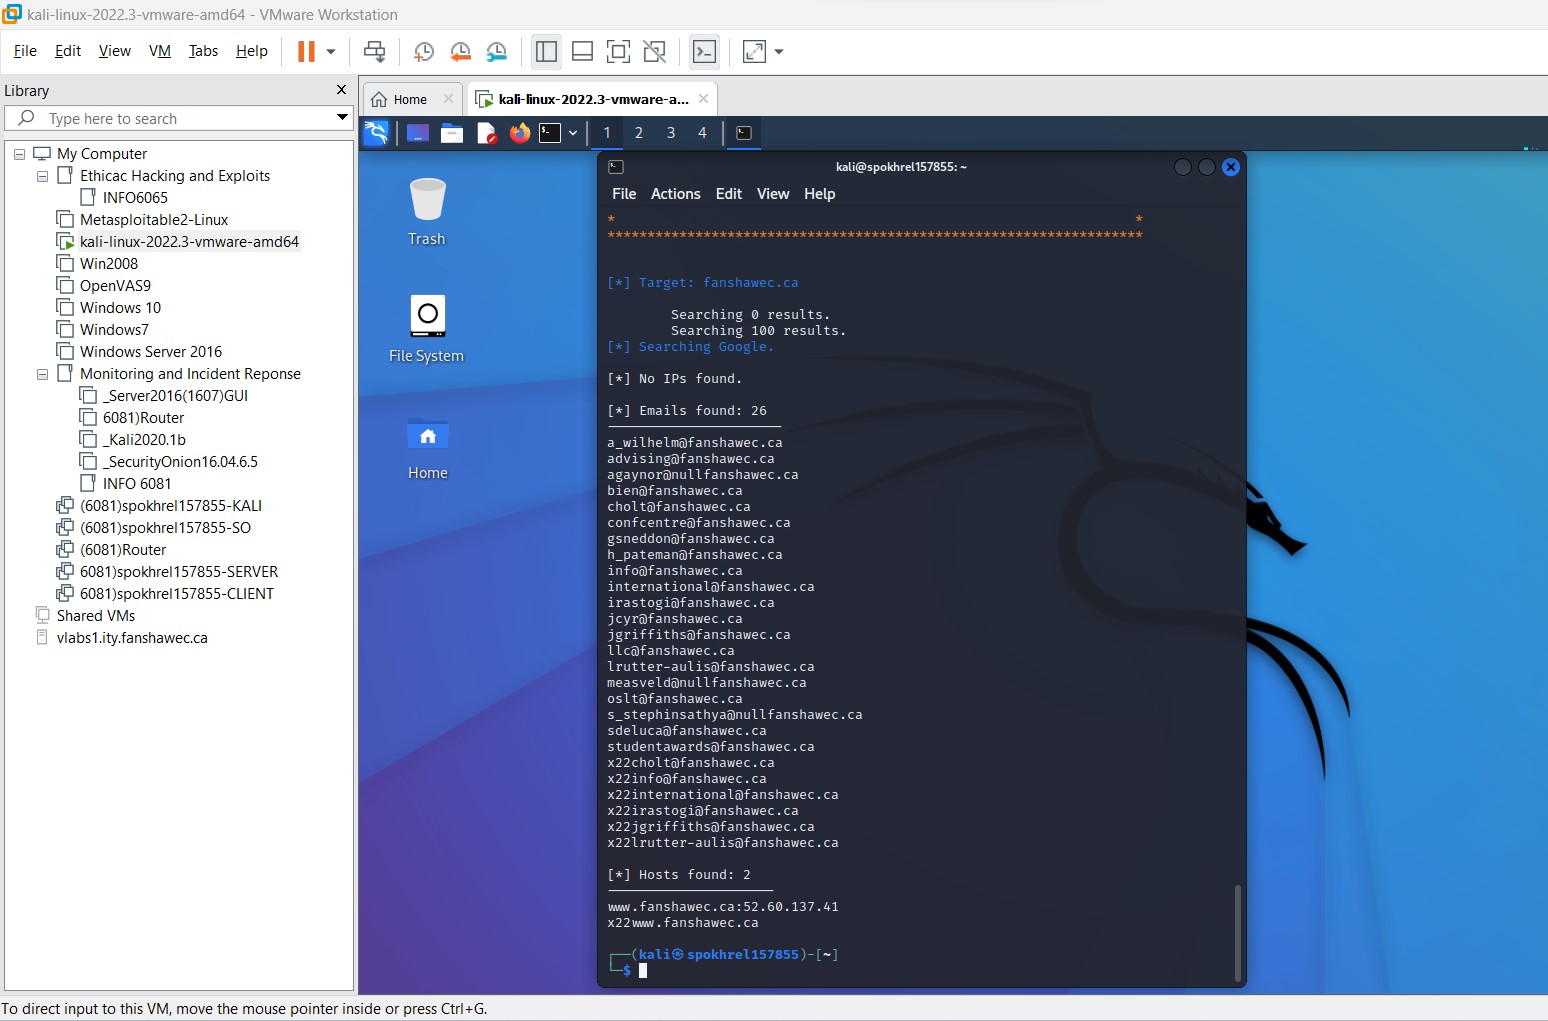 kali-linux-2022.3-vmware-amd64 - VMware Workstation
File Edit View VM Tabs Help
Library
Type here to search
My Computer
Ethicac Hacking and Exploits
INFO6065
Metasploitable2-Linux
kali-linux-2022.3-vmware-amd64
Win2008
OpenVAS9
Windows 10
Windows7
Windows Server 2016
Monitoring and Incident Reponse
_Server2016(1607)GUI
6081)Router
_Kali2020.1b
_SecurityOnion16.04.6.5
INFO 6081
(6081)spokhrel157855-KALI
(6081)spokhrel157855-SO
(6081)Router
6081)spokhrel157855-SERVER
6081)spokhrel157855-CLIENT
Shared VMs
vlabs1.ity.fanshawec.ca
Home kali-linux-2022.3-vmware-a...
1 2 3 4
Trash
File System
Home
kali@spokhrel157855: ~
File Actions Edit View Help
* *
*******************************************************************
[*] Target: fanshawec.ca
Searching 0 results.
Searching 100 results.
[*] Searching Google.
[*] No IPs found.
[*] Emails found: 26
----------------------
a_wilhelm@fanshawec.ca
advising@fanshawec.ca
agaynor@nullfanshawec.ca
bien@fanshawec.ca
cholt@fanshawec.ca
confcentre@fanshawec.ca
gsneddon@fanshawec.ca
h_pateman@fanshawec.ca
info@fanshawec.ca
international@fanshawec.ca
irastogi@fanshawec.ca
jcyr@fanshawec.ca
jgriffiths@fanshawec.ca
llc@fanshawec.ca
lrutter-aulis@fanshawec.ca
measveld@nullfanshawec.ca
oslt@fanshawec.ca
s_stephinsathya@nullfanshawec.ca
sdeluca@fanshawec.ca
studentawards@fanshawec.ca
x22cholt@fanshawec.ca
x22info@fanshawec.ca
x22international@fanshawec.ca
x22irastogi@fanshawec.ca
x22jgriffiths@fanshawec.ca
x22lrutter-aulis@fanshawec.ca
[*] Hosts found: 2
---------------------
www.fanshawec.ca:52.60.137.41
x22www.fanshawec.ca
┌──(kali㉿spokhrel157855)-[~]
└─$
To direct input to this VM, move the mouse pointer inside or press Ctrl+G.